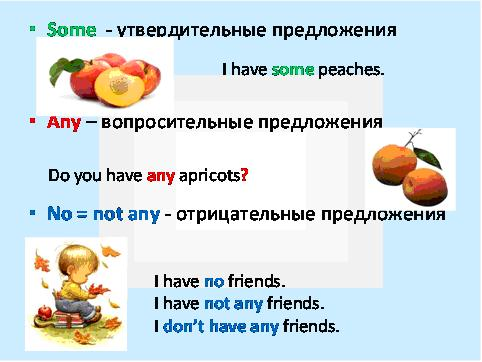 ▪ Some - утвердительные предложения
I have some peaches.
▪ Any – вопросительные предложения
Do you have any apricots?
▪ No = not any - отрицательные предложения
I have no friends.
I have not any friends.
I don't have any friends.